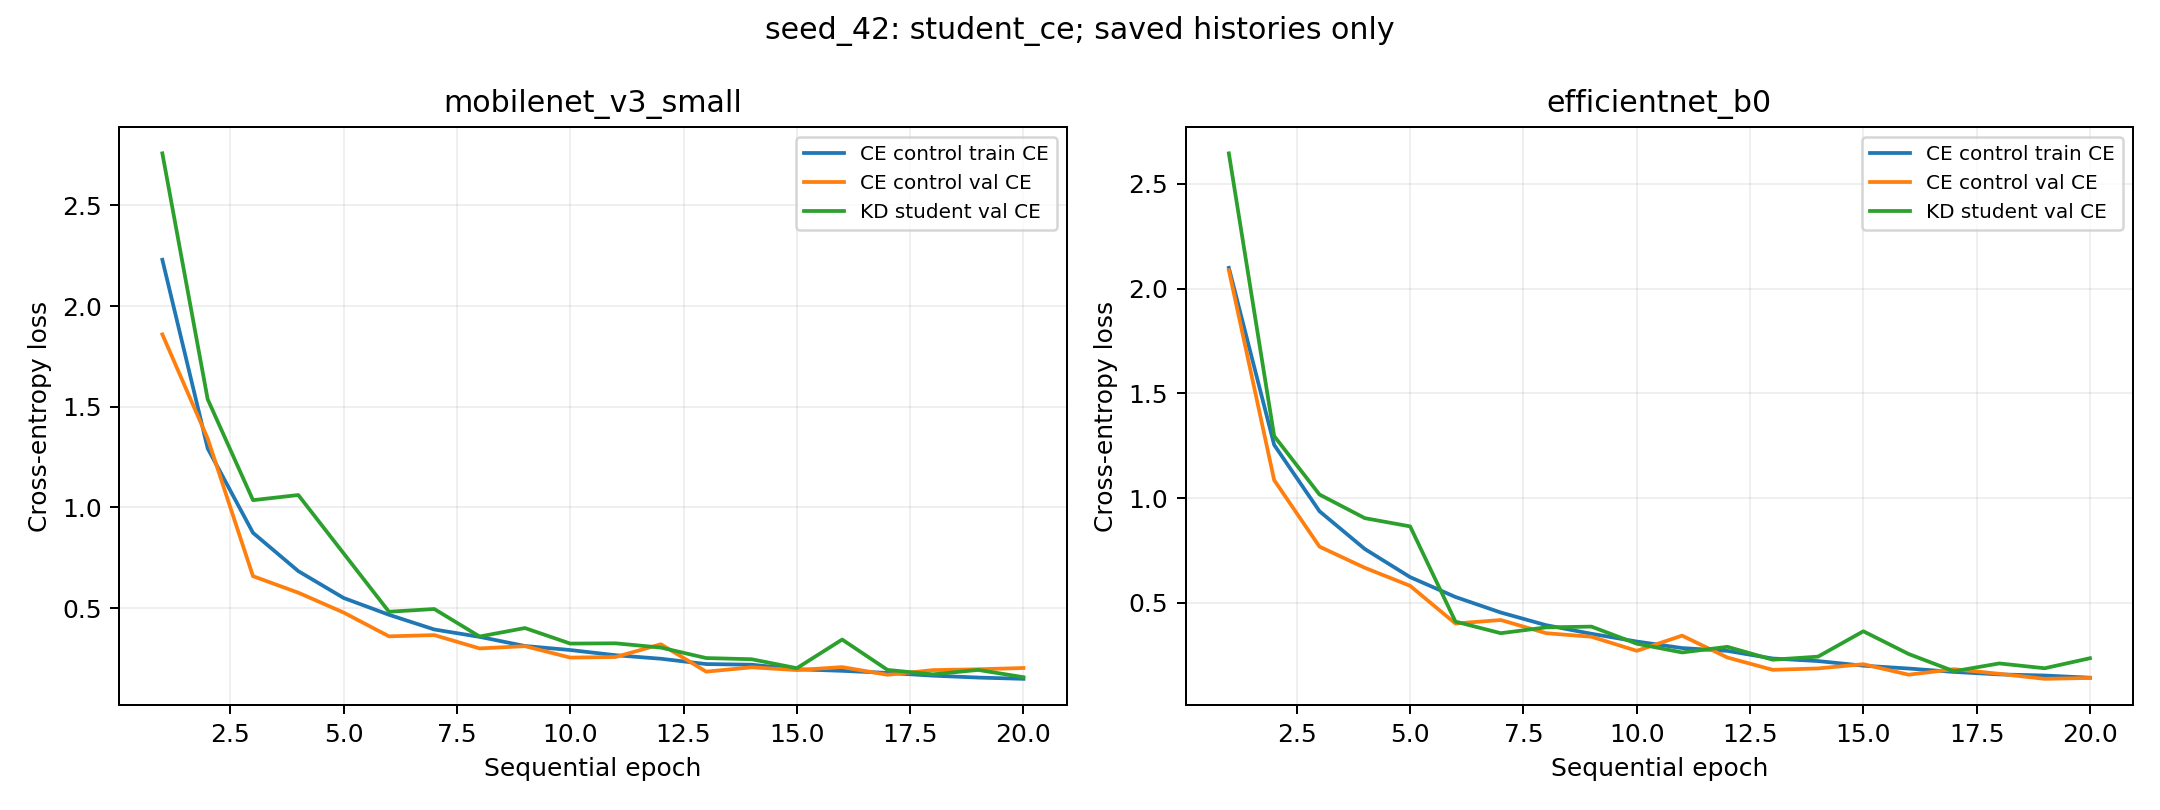 seed_42: student_ce; saved histories only
mobilenet_v3_small
CE control train CE
CE control val CE
KD student val CE
Cross-entropy loss
2.5
2.0
1.5
1.0
0.5
2.5
5.0
7.5
10.0
12.5
15.0
17.5
20.0
Sequential epoch
efficientnet_b0
CE control train CE
CE control val CE
KD student val CE
Cross-entropy loss
2.5
2.0
1.5
1.0
0.5
2.5
5.0
7.5
10.0
12.5
15.0
17.5
20.0
Sequential epoch